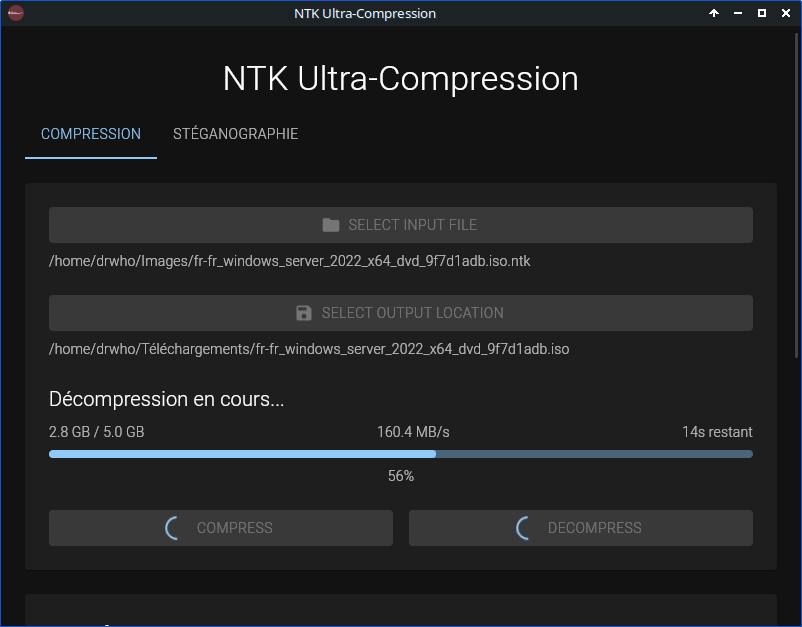 NTK Ultra-Compression
NTK Ultra-Compression
COMPRESSION STÉGANOGRAPHIE
SELECT INPUT FILE
/home/drwho/Images/fr-fr_windows_server_2022_x64_dvd_9f7d1adb.iso.ntk
SELECT OUTPUT LOCATION
/home/drwho/Téléchargements/fr-fr_windows_server_2022_x64_dvd_9f7d1adb.iso
Décompression en cours...
2.8 GB / 5.0 GB 160.4 MB/s 14s restant
56%
COMPRESS DECOMPRESS